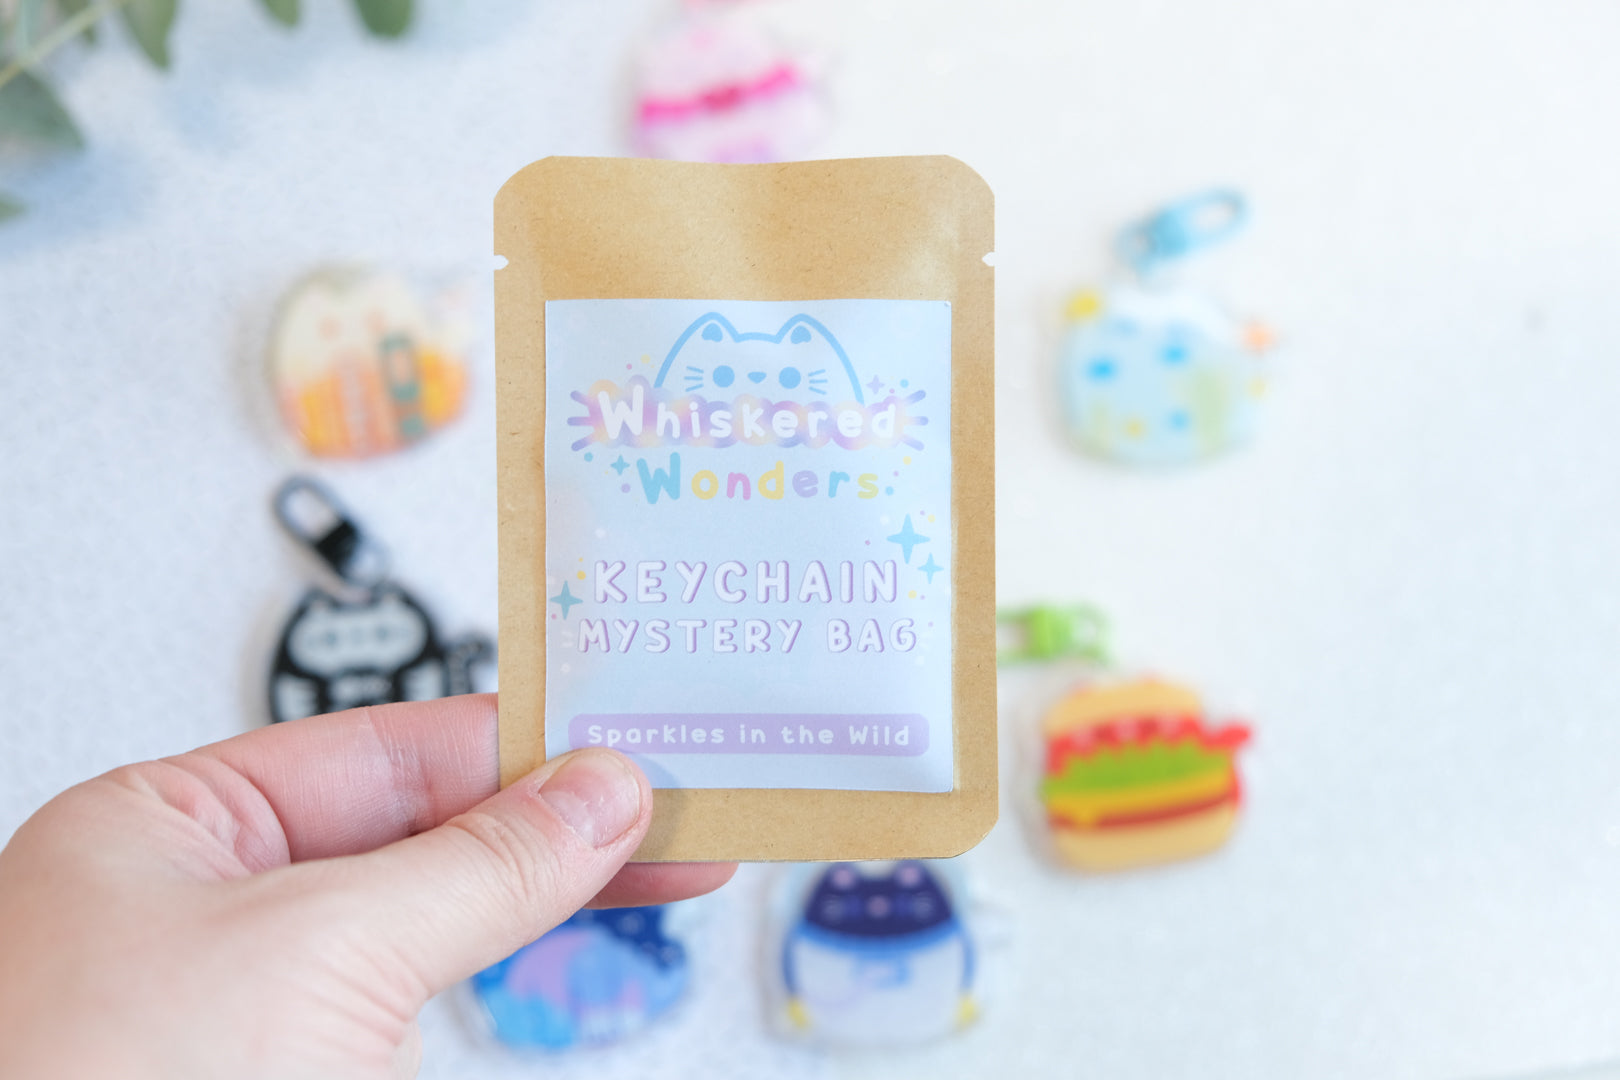 Whiskered
Wonders
KEYCHAIN
MYSTERY BAG
Sparkles in the Wild